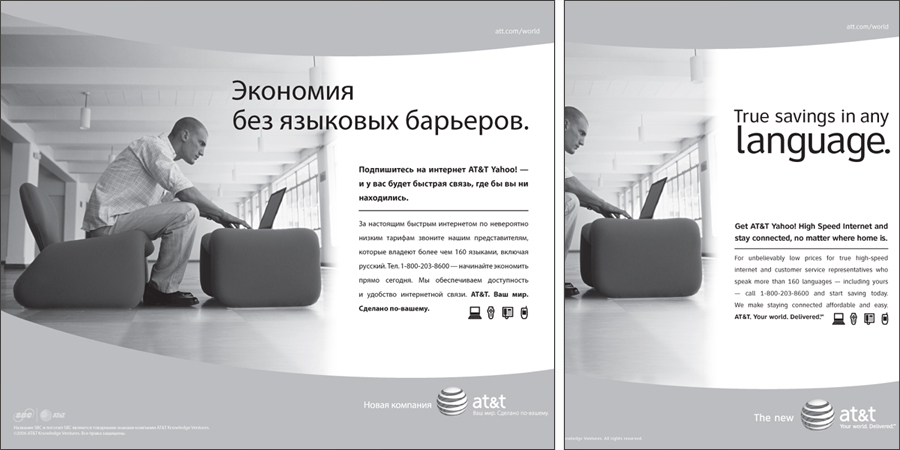 att.com/world
Экономия
без языковых барьеров.
Подпишитесь на интернет AT&T Yahoo! —
и у вас будет быстрая связь, где бы вы ни
находились.
За настоящим быстрым интернетом по невероятно
низким тарифам звоните нашим представителям,
которые владеют более чем 160 языками, включая
русский. Тел. 1-800-203-8600 — начинайте экономить
прямо сегодня. Мы обеспечиваем доступность
и удобство интернетной связи. AT&T. Ваш мир.
Сделано по-вашему.
Новая компания
at&t
Ваш мир. Сделано по-вашему.
att.com/world
True savings in any
language.
Get AT&T Yahoo! High Speed Internet and
stay connected, no matter where home is.
For unbelievably low prices for true high-speed
internet and customer service representatives who
speak more than 160 languages — including yours
— call 1-800-203-8600 and start saving today.
We make staying connected affordable and easy.
AT&T. Your world. Delivered.℠
The new
at&t
Your world. Delivered.
Knowledge Ventures. All rights reserved.